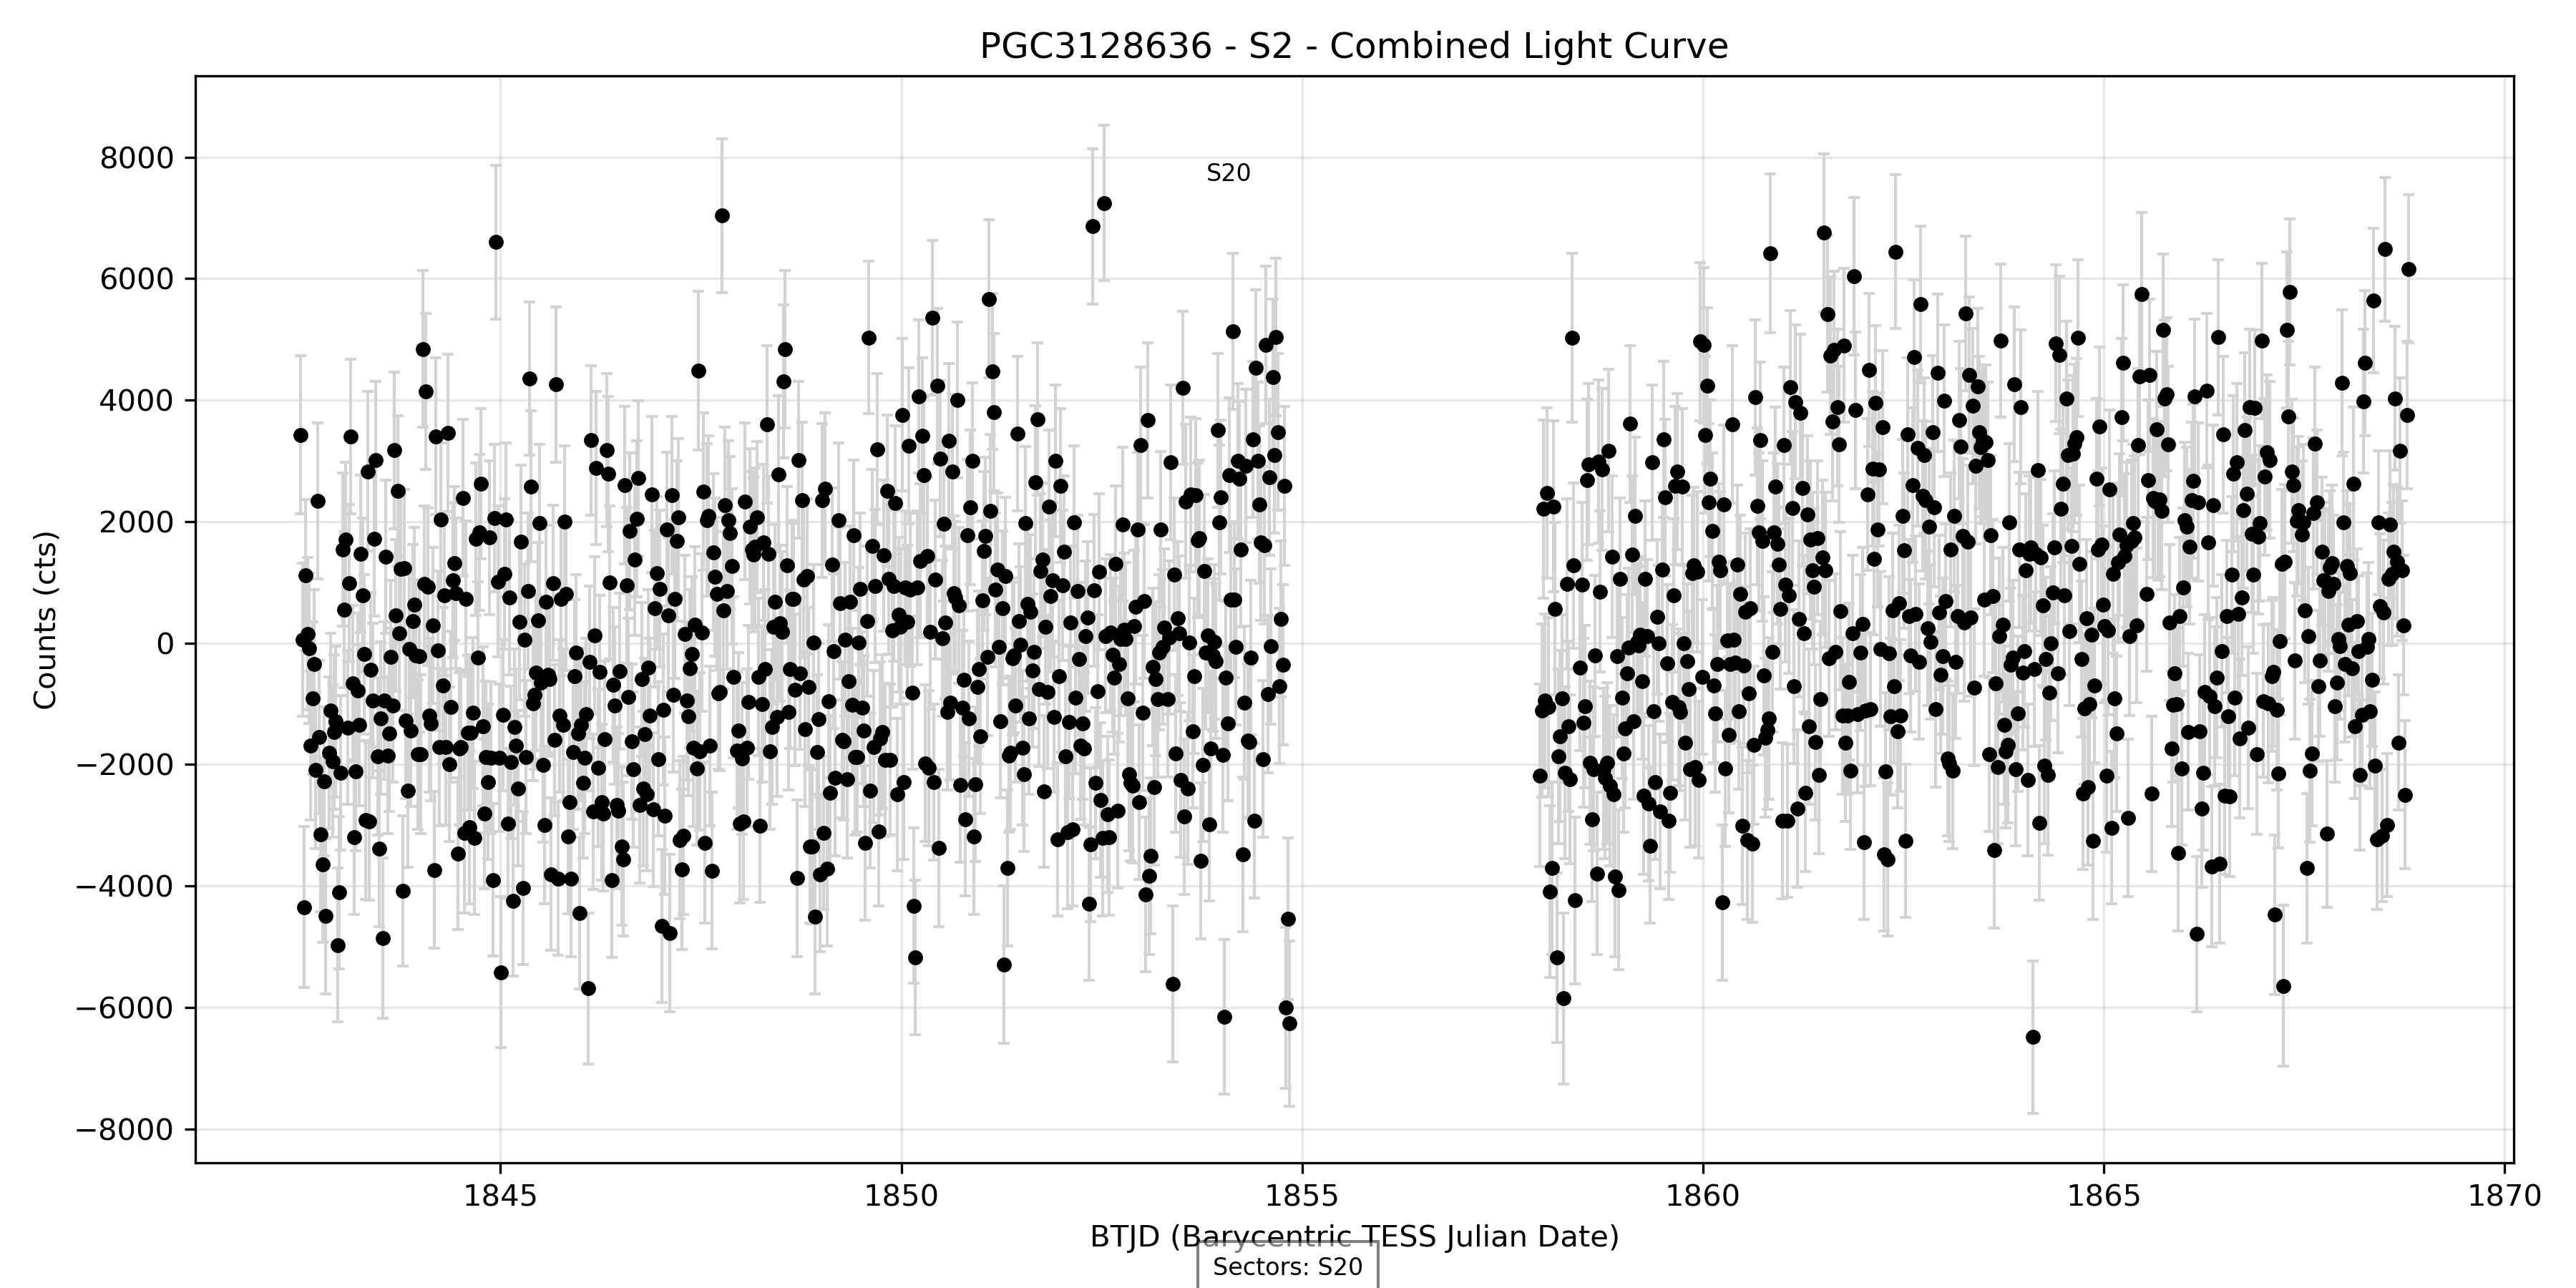 PGC3128636 - S2 - Combined Light Curve
S20
Counts (cts)
8000
6000
4000
2000
0
−2000
−4000
−6000
−8000
1845 1850 1855 1860 1865 1870
BTJD (Barycentric TESS Julian Date)
Sectors: S20